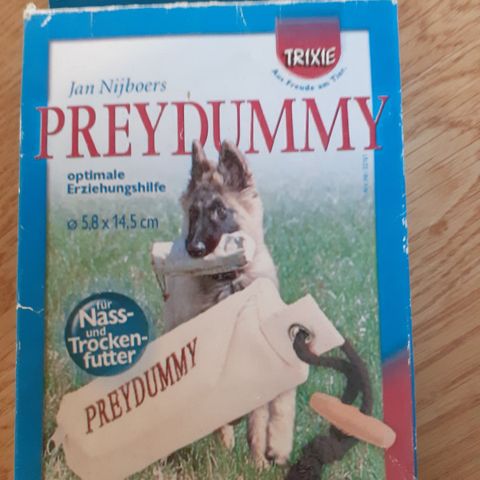 TRIXIE
Aus Freude am Tier.
Jan Nijboers
PREYDUMMY
optimale
Erziehungshilfe
ø 5,8 x 14,5 cm
für
Nass-
und
Trocken-
futter
PREYDUMMY